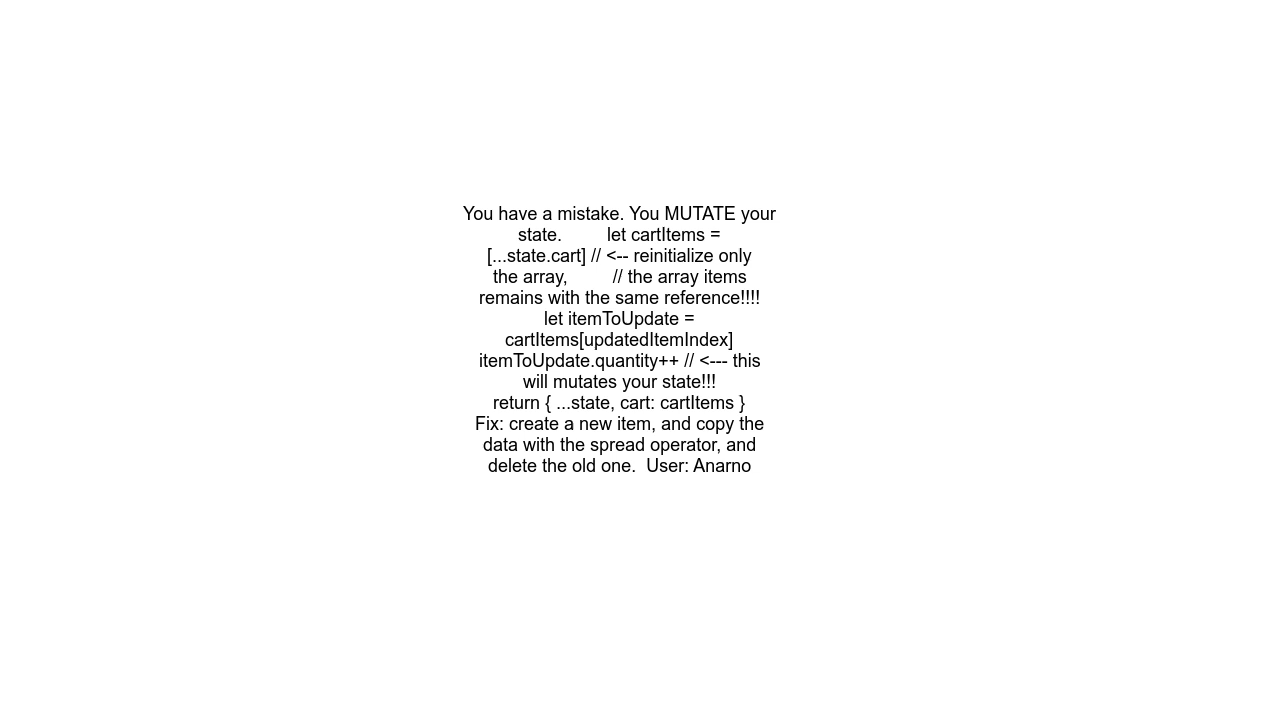 You have a mistake. You MUTATE your
state.         let cartItems =
[...state.cart] // <-- reinitialize only
the array,         // the array items
remains with the same reference!!!!
let itemToUpdate =
cartItems[updatedItemIndex]
itemToUpdate.quantity++ // <--- this
will mutates your state!!!
return { ...state, cart: cartItems }
Fix: create a new item, and copy the
data with the spread operator, and
delete the old one.  User: Anarno